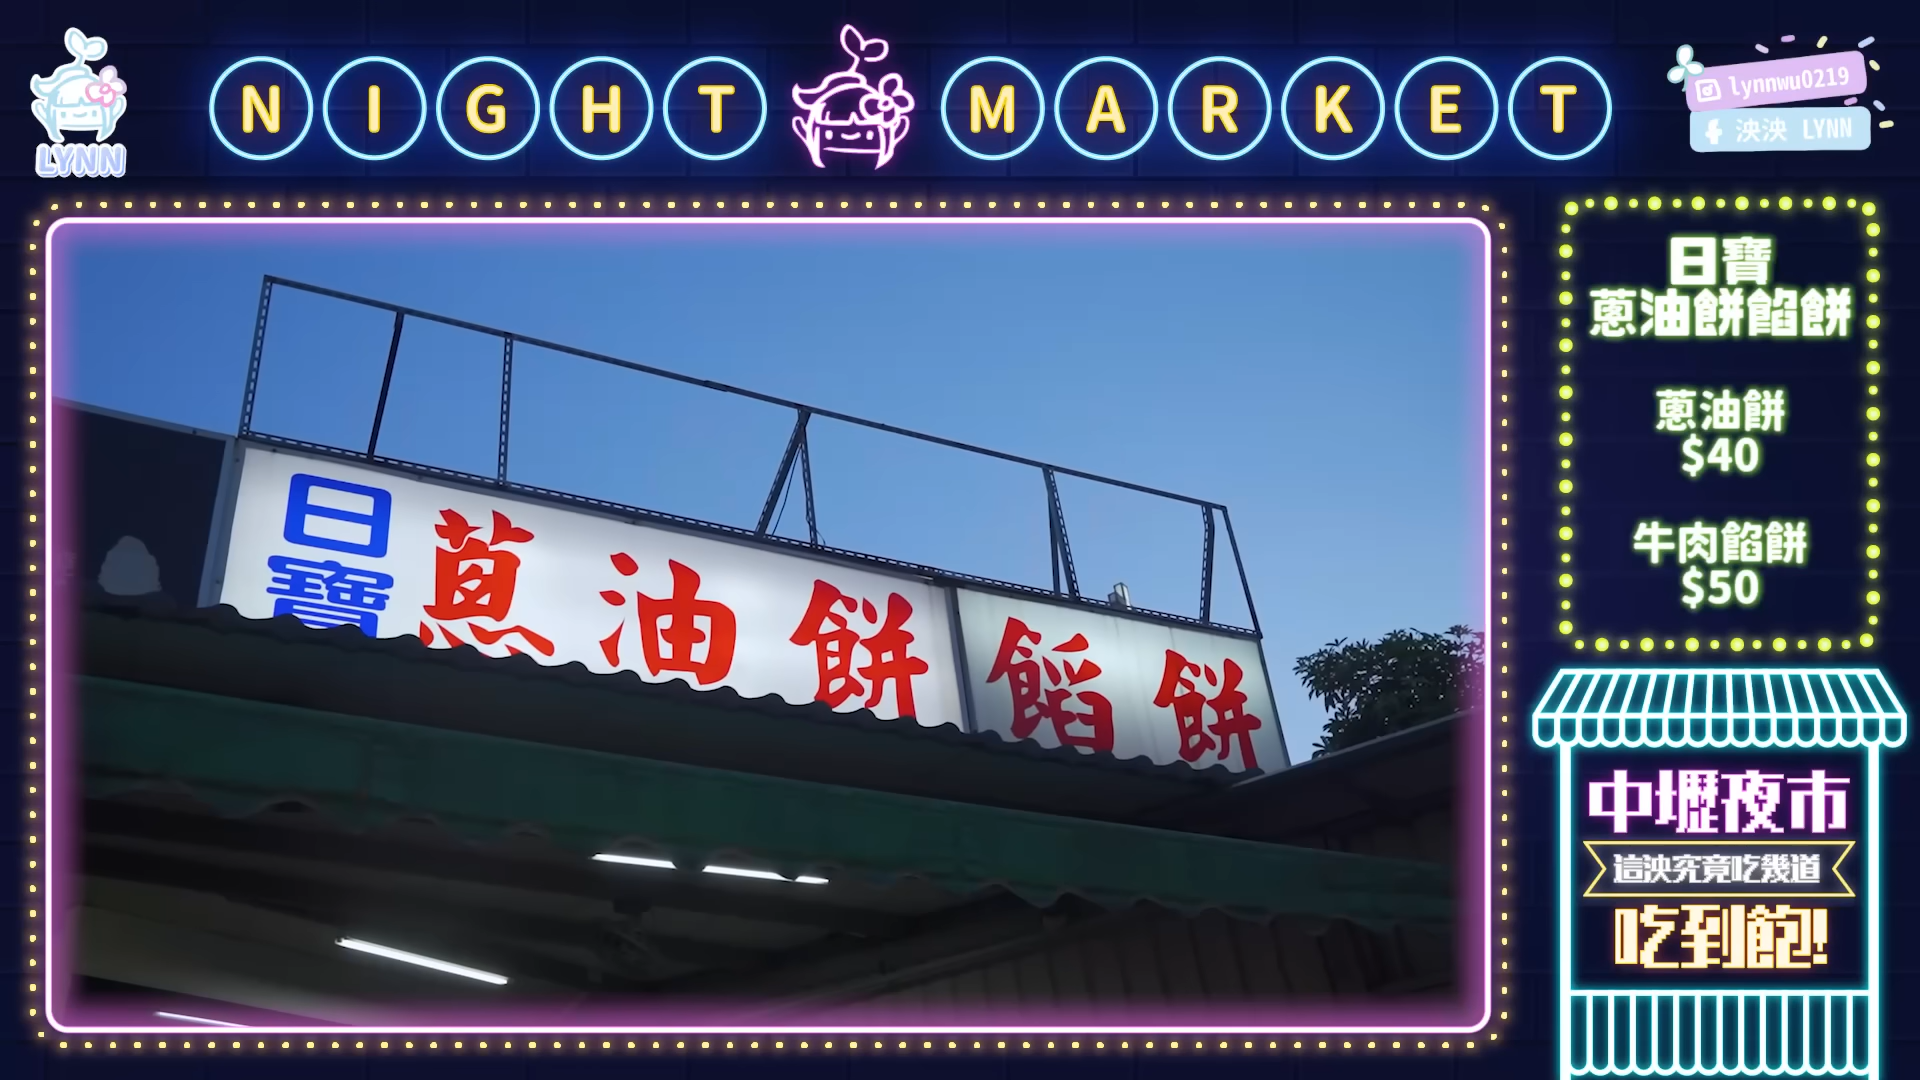 LYNN
NIGHT MARKET
lynnwu0219
泱泱 LYNN
日寶
蔥油餅餡餅
日寶
蔥油餅餡餅
蔥油餅
$40
牛肉餡餅
$50
中壢夜市
這泱究竟吃幾道
吃到飽!